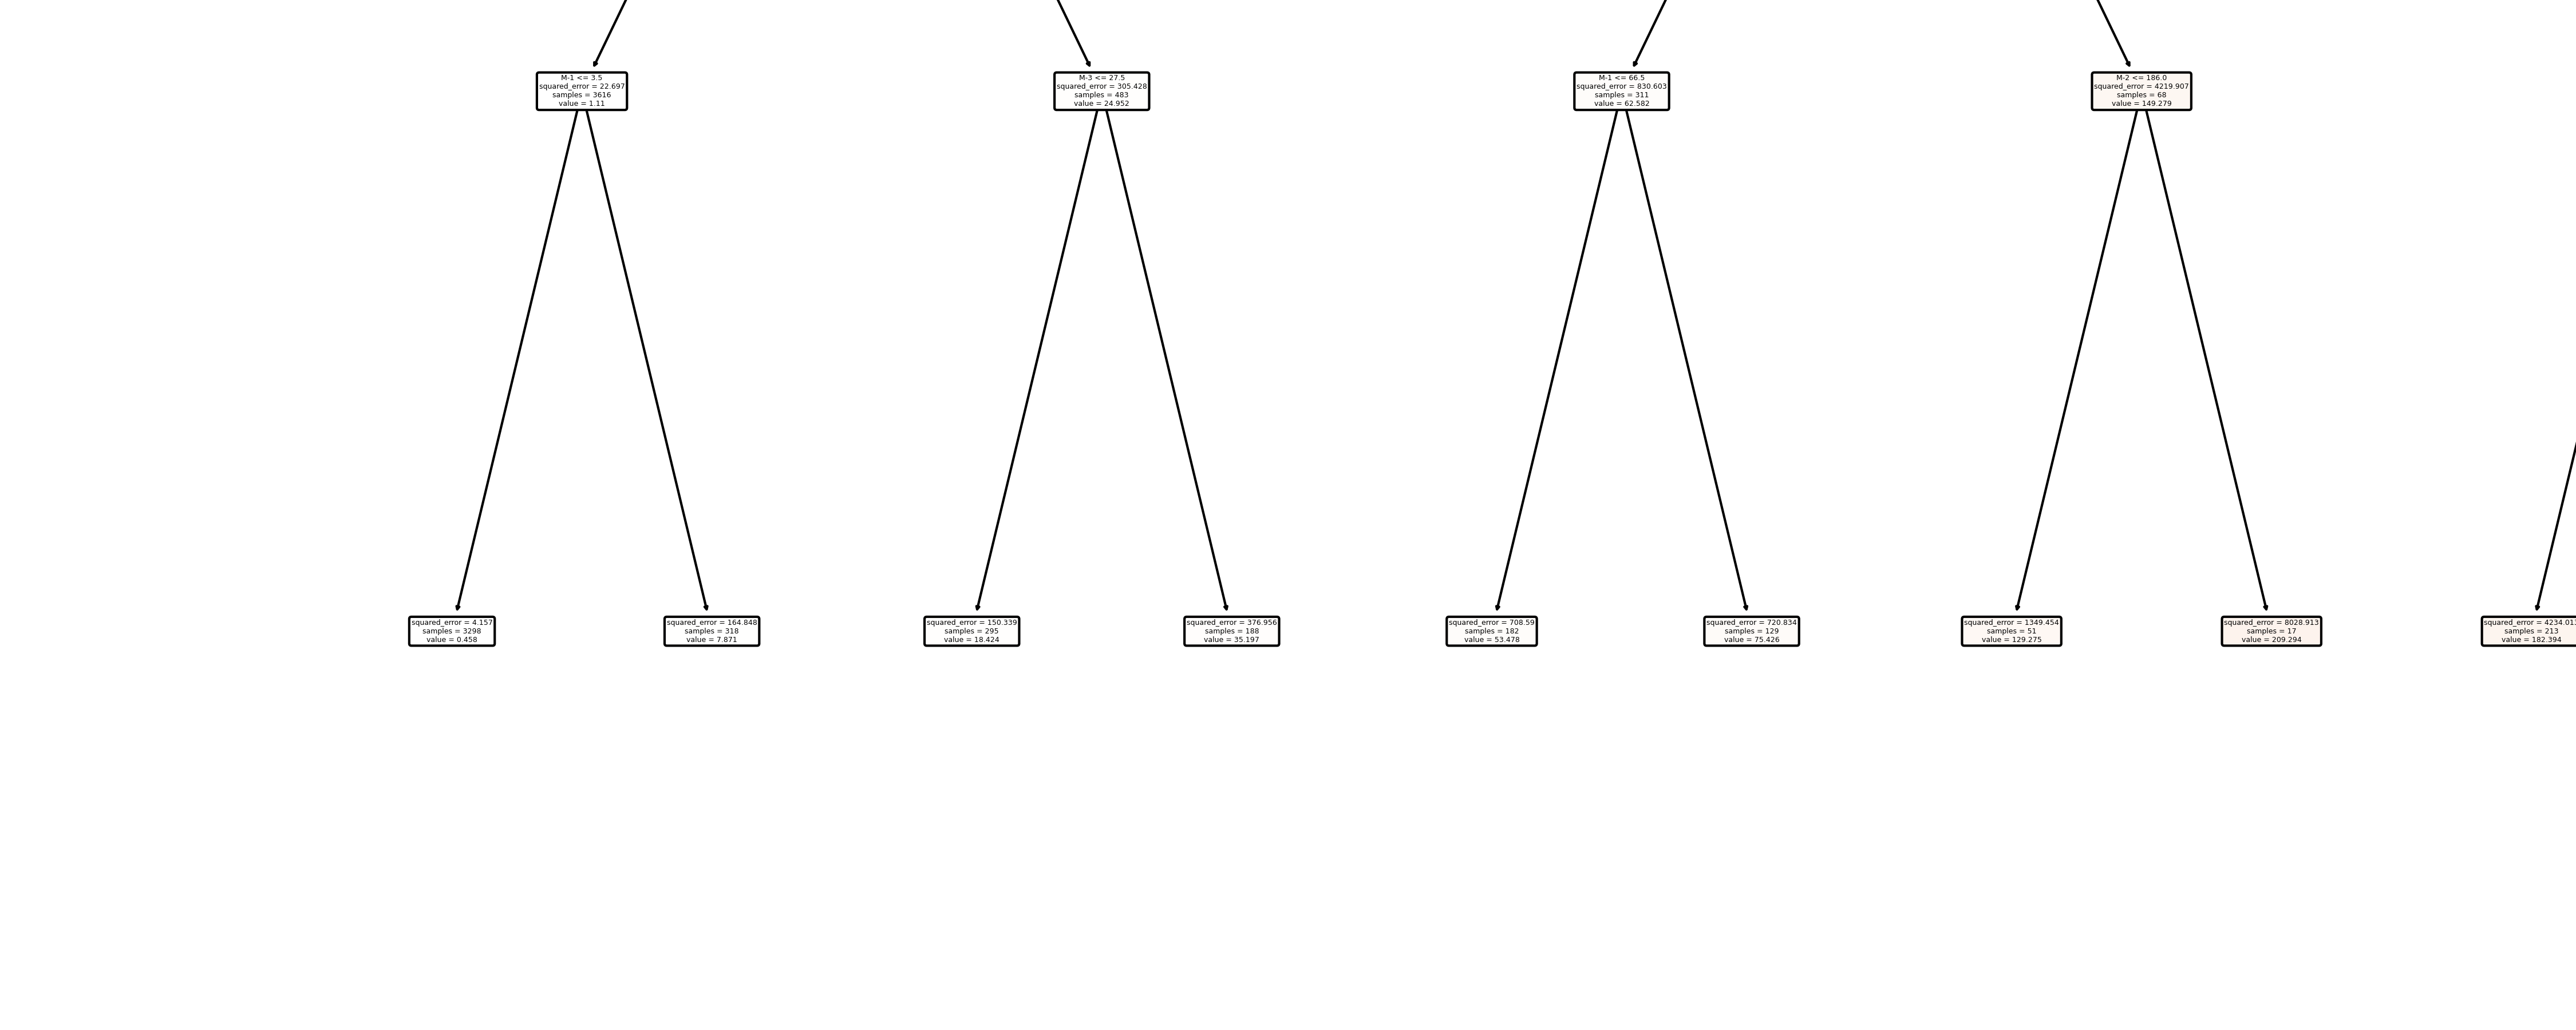 M-1 <= 3.5
squared_error = 22.697
samples = 3616
value = 1.11
M-3 <= 27.5
squared_error = 305.428
samples = 483
value = 24.952
M-1 <= 66.5
squared_error = 830.603
samples = 311
value = 62.582
M-2 <= 186.0
squared_error = 4219.907
samples = 68
value = 149.279
squared_error = 4.157
samples = 3298
value = 0.458
squared_error = 164.848
samples = 318
value = 7.871
squared_error = 150.339
samples = 295
value = 18.424
squared_error = 376.956
samples = 188
value = 35.197
squared_error = 708.59
samples = 182
value = 53.478
squared_error = 720.834
samples = 129
value = 75.426
squared_error = 1349.454
samples = 51
value = 129.275
squared_error = 8028.913
samples = 17
value = 209.294
squared_error =
samples = 213
value = 182.394